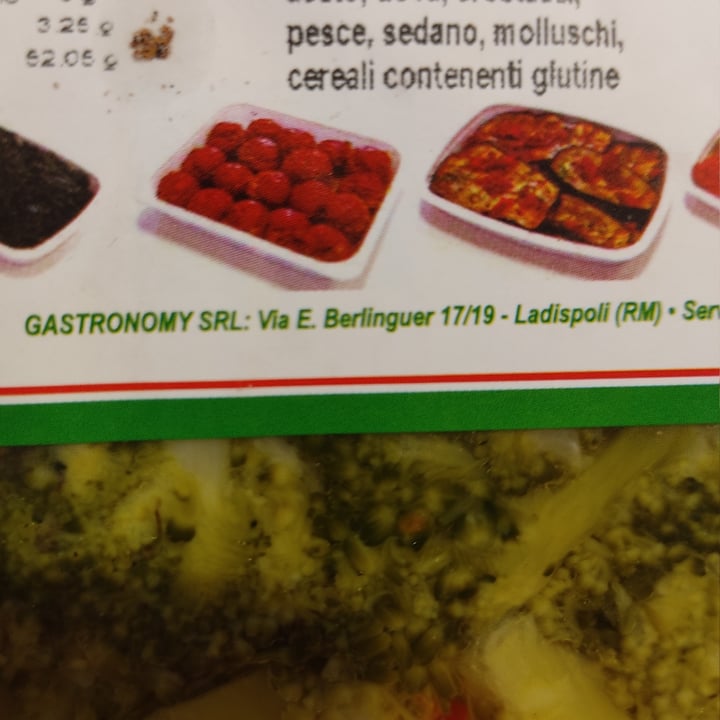 3.25 g
62.05 g
pesce, sedano, molluschi,
cereali contenenti glutine
GASTRONOMY SRL: Via E. Berlinguer 17/19 - Ladispoli (RM) •